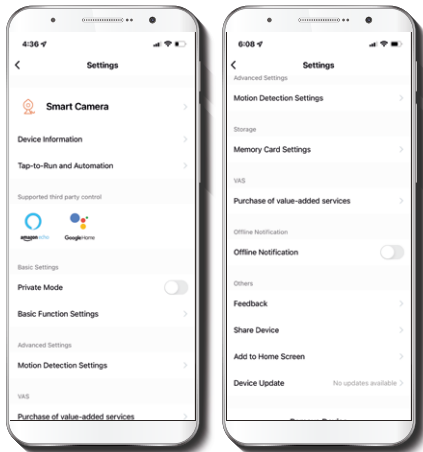 4:36
Settings
Smart Camera
Device Information
Tap-to-Run and Automation
Supported third party control
amazon echo
Google Home
Basic Settings
Private Mode
Basic Function Settings
Advanced Settings
Motion Detection Settings
VAS
Purchase of value-added services
6:08
Settings
Advanced Settings
Motion Detection Settings
Storage
Memory Card Settings
VAS
Purchase of value-added services
Offline Notification
Offline Notification
Others
Feedback
Share Device
Add to Home Screen
Device Update
No updates available